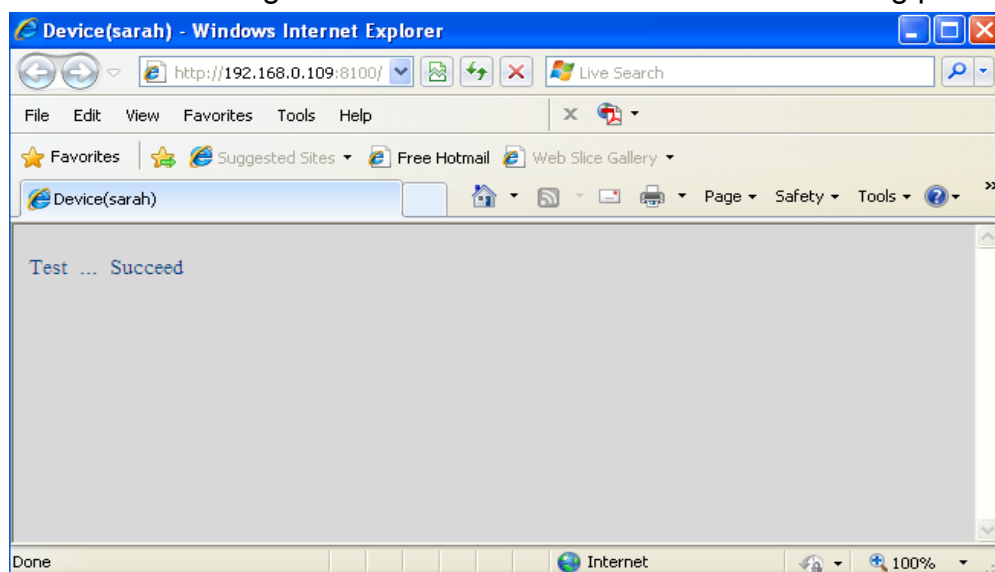 Device(sarah) - Windows Internet Explorer
http://192.168.0.109:8100/ Live Search
File Edit View Favorites Tools Help
Favorites Suggested Sites Free Hotmail Web Slice Gallery
Device(sarah) Page Safety Tools
Test ... Succeed
Done Internet 100%